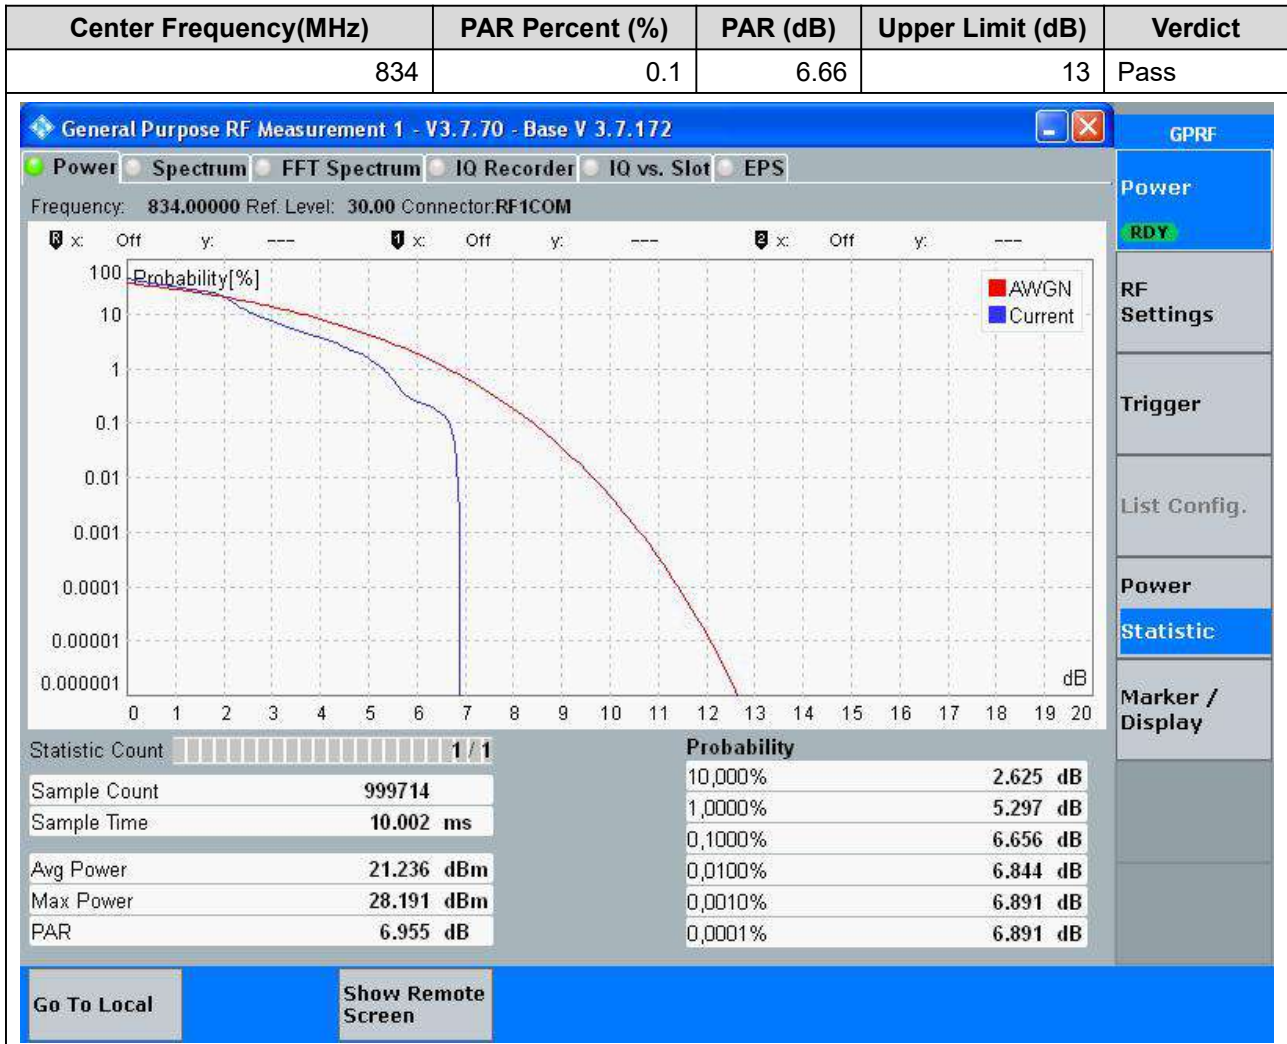 Center Frequency(MHz) PAR Percent (%) PAR (dB) Upper Limit (dB) Verdict
834 0.1 6.66 13 Pass
General Purpose RF Measurement 1 - V3.7.70 - Base V 3.7.172
GPRF
Power Spectrum FFT Spectrum IQ Recorder IQ vs. Slot EPS
Power
RDY
Frequency: 834.00000 Ref. Level: 30.00 Connector:RF1COM
R x: Off y: --- 1 x: Off y: --- 2 x: Off y: ---
Probability[%]
AWGN
Current
100
10
1
0.1
0.01
0.001
0.0001
0.00001
0.000001
dB
0 1 2 3 4 5 6 7 8 9 10 11 12 13 14 15 16 17 18 19 20
RF
Settings
Trigger
List Config.
Power
Statistic
Marker /
Display
Statistic Count 1 / 1
Sample Count 999714
Sample Time 10.002 ms
Avg Power 21.236 dBm
Max Power 28.191 dBm
PAR 6.955 dB
Probability
10,000% 2.625 dB
1,0000% 5.297 dB
0,1000% 6.656 dB
0,0100% 6.844 dB
0,0010% 6.891 dB
0,0001% 6.891 dB
Go To Local
Show Remote
Screen